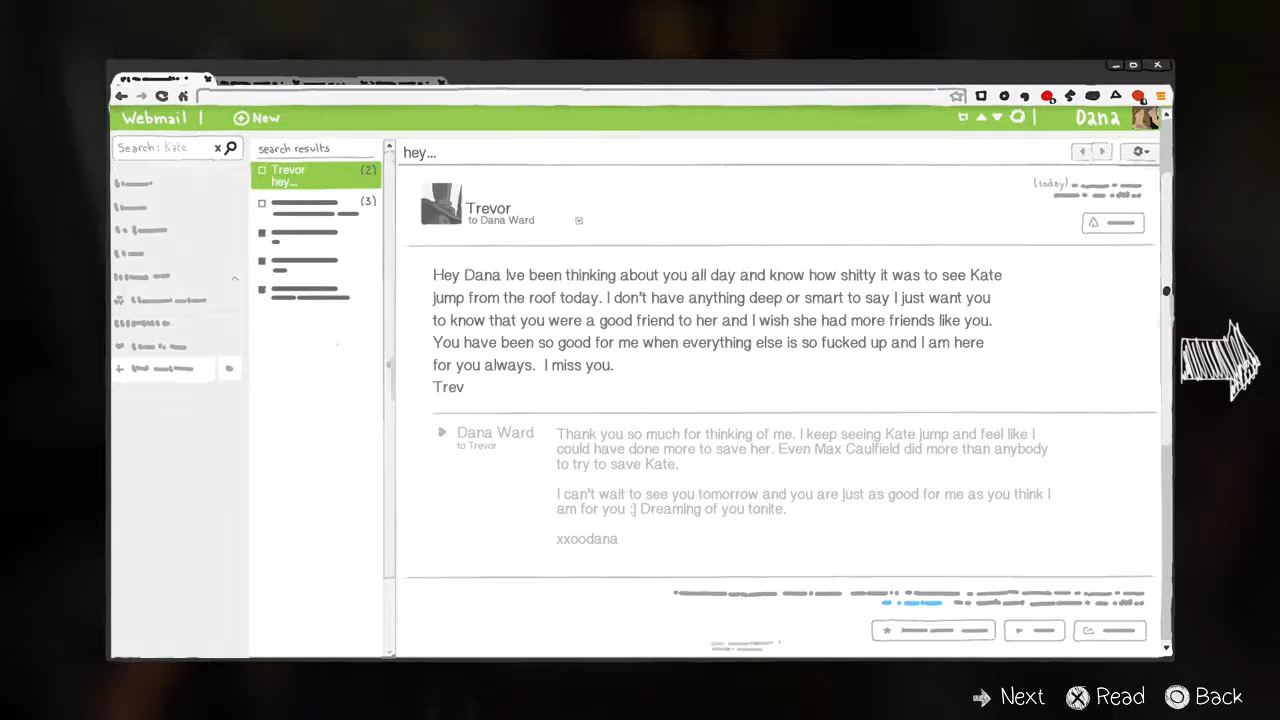 Webmail | New Dana
Search: Kate x
search results
hey...
Trevor (2)
hey...
(3)
(today)
Trevor
to Dana Ward
Hey Dana Ive been thinking about you all day and know how shitty it was to see Kate
jump from the roof today. I don't have anything deep or smart to say I just want you
to know that you were a good friend to her and I wish she had more friends like you.
You have been so good for me when everything else is so fucked up and I am here
for you always. I miss you.
Trev
Dana Ward
to Trevor
Thank you so much for thinking of me. I keep seeing Kate jump and feel like I
could have done more to save her. Even Max Caulfield did more than anybody
to try to save Kate.
I can't wait to see you tomorrow and you are just as good for me as you think I
am for you :] Dreaming of you tonite.
xxoodana
Next Read Back